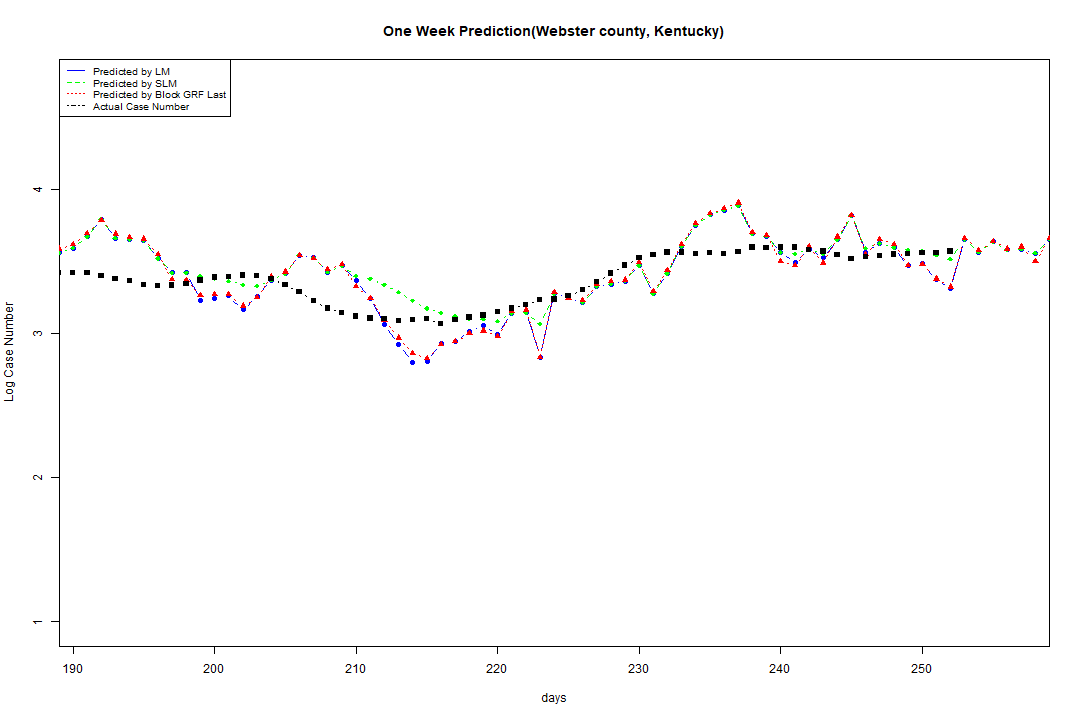 One Week Prediction(Webster county, Kentucky)
Predicted by LM
Predicted by SLM
Predicted by Block GRF Last
Actual Case Number
4
3
2
1
Log Case Number
190 200 210 220 230 240 250
days